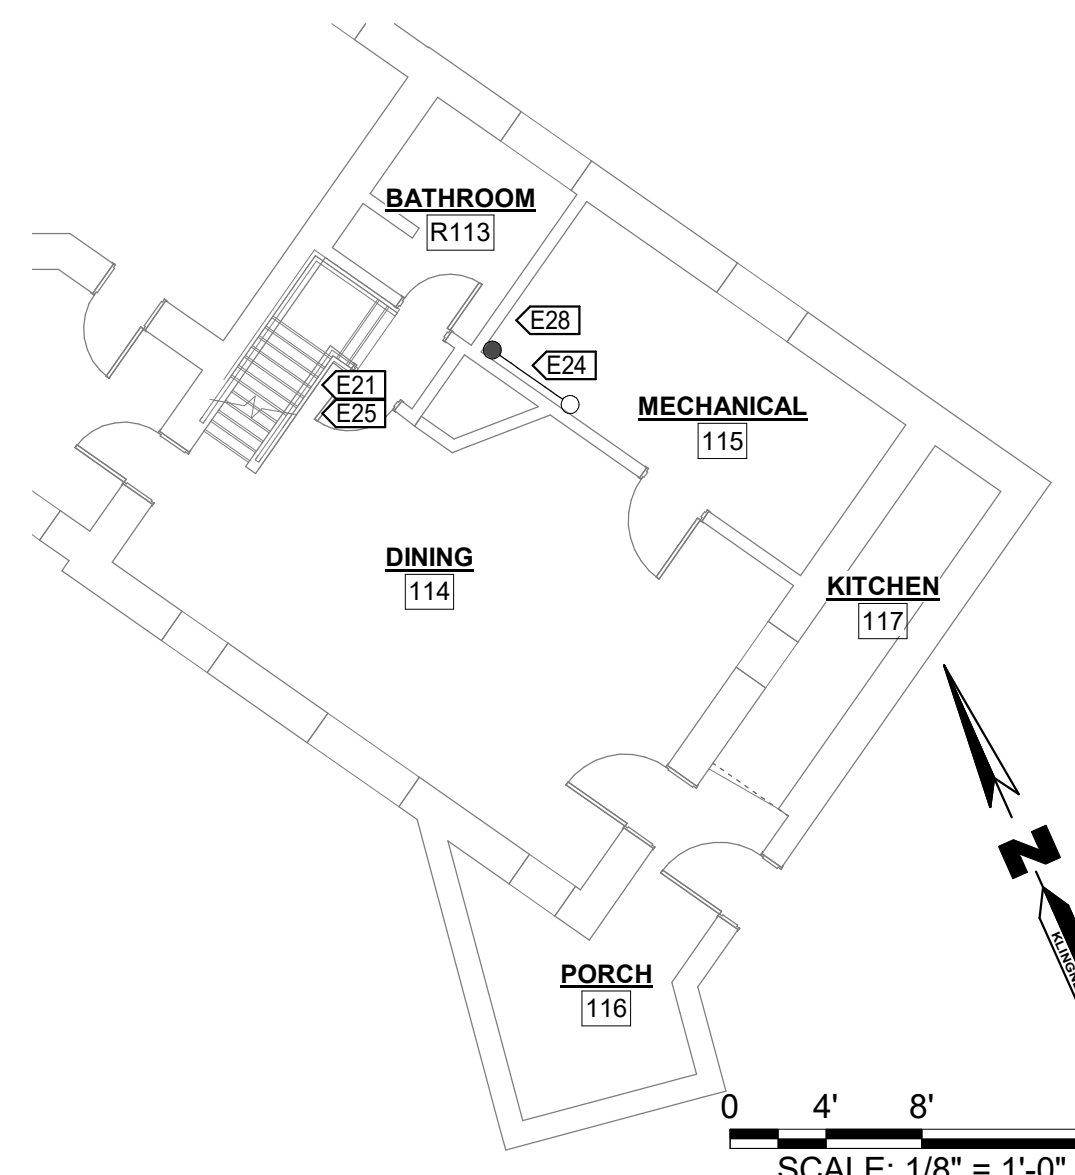 BATHROOM
R113
E28
E24
E21
E25
MECHANICAL
115
DINING
114
KITCHEN
117
N
PORCH
116
0 4' 8'
SCALE: 1/8" = 1'-0"